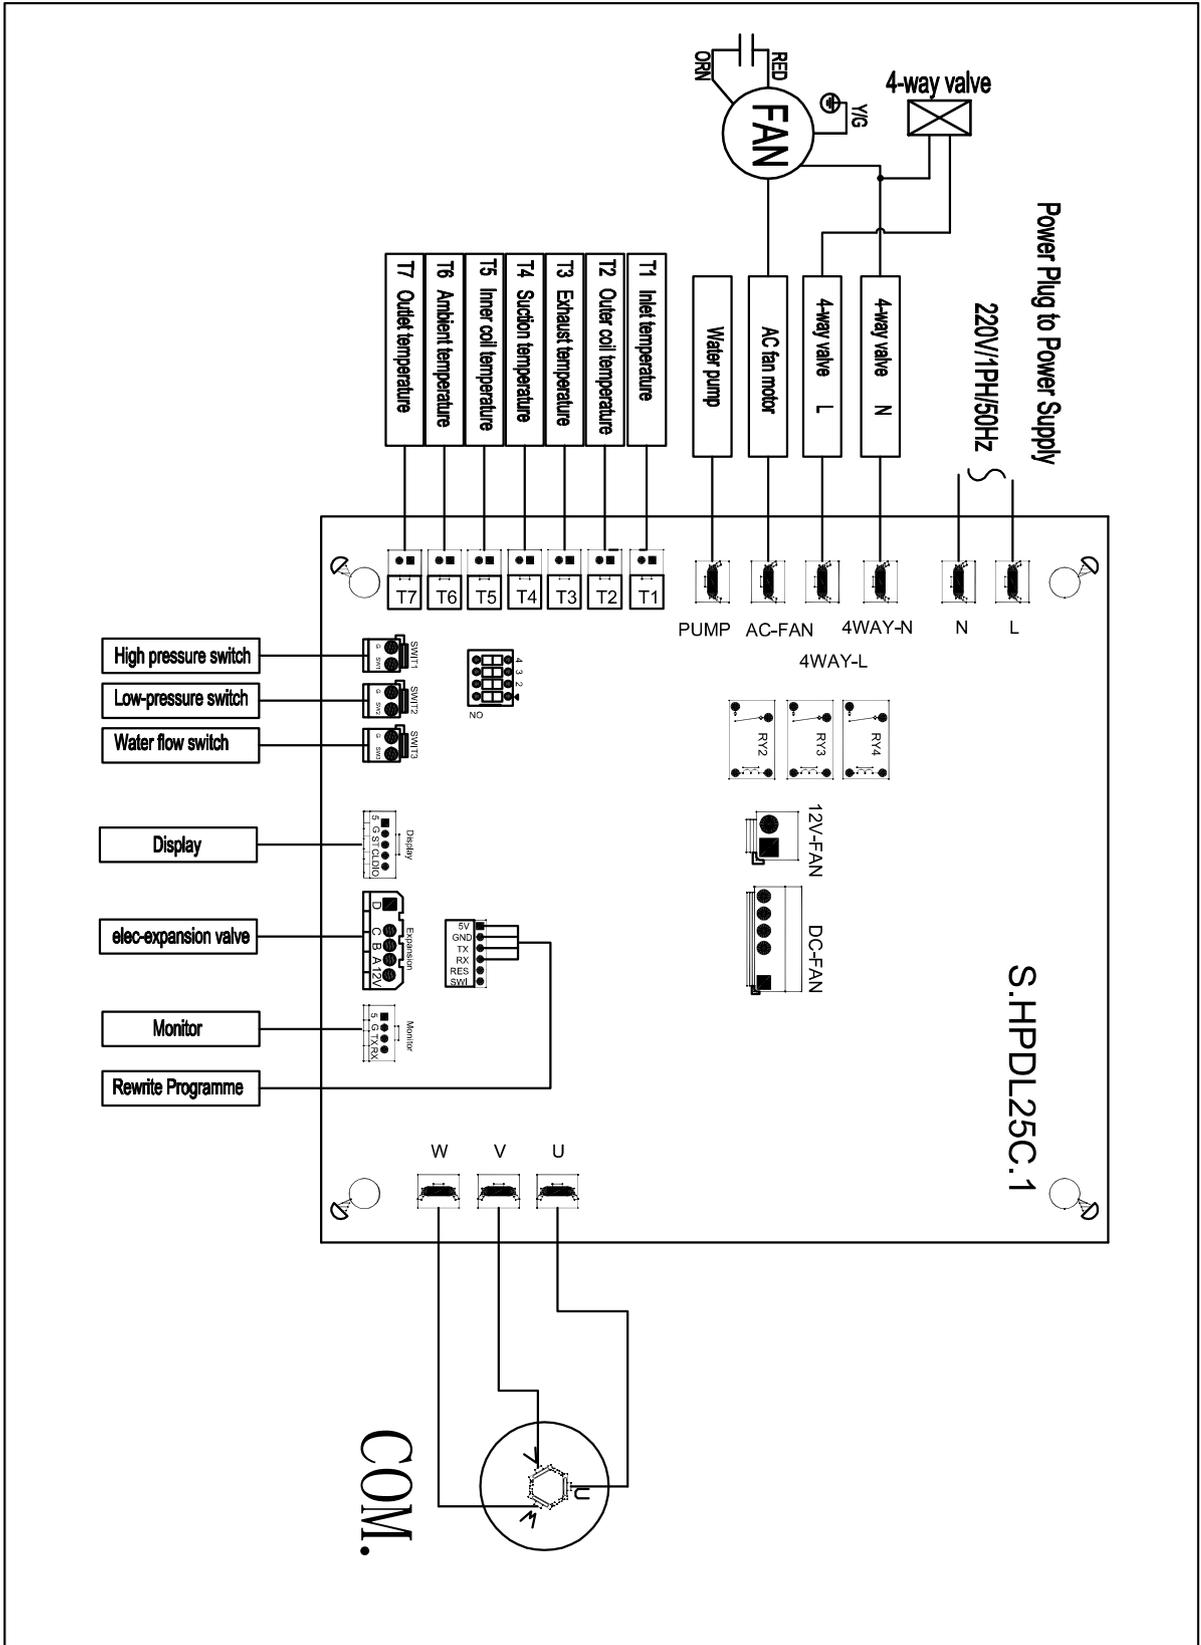 ORN
RED
FAN
Y/G
4-way valve
Power Plug to Power Supply
220V/1PH/50Hz
T7 Outlet temperature
T6 Ambient temperature
T5 Inner coil temperature
T4 Suction temperature
T3 Exhaust temperature
T2 Outer coil temperature
T1 Inlet temperature
Water pump
AC fan motor
4-way valve L
4-way valve N
T7
T6
T5
T4
T3
T2
T1
PUMP
AC-FAN
4WAY-L
4WAY-N
N
L
High pressure switch
Low-pressure switch
Water flow switch
Display
elec-expansion valve
Monitor
Rewrite Programme
SWIT1
G SW1
SWIT2
G SW2
SWIT3
G SW3
4 3 2
ON
RY2
RY3
RY4
12V-FAN
DC-FAN
Display
5 G ST CLDIO
Expansion
D C B A 12V
Monitor
5 G TX RX
5V
GND
TX
RX
RES
SWI
S.HPDL25C.1
W
V
U
V
U
W
COM.